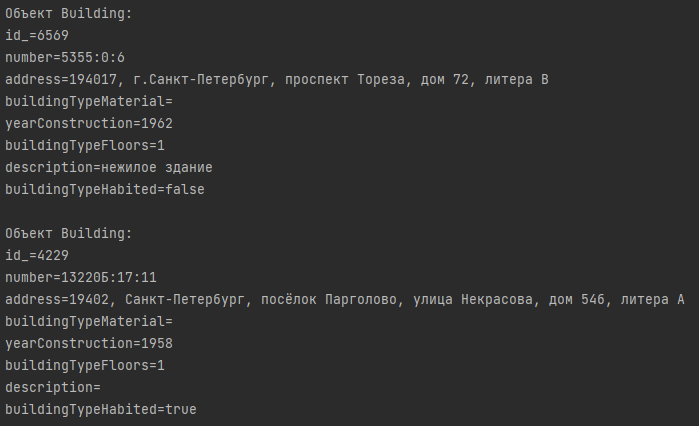 Объект Building:
id_=6569
number=5355:0:6
address=194017, г.Санкт-Петербург, проспект Тореза, дом 72, литера В
buildingTypeMaterial=
yearConstruction=1962
buildingTypeFloors=1
description=нежилое здание
buildingTypeHabited=false
Объект Building:
id_=4229
number=13220Б:17:11
address=19402, Санкт-Петербург, посёлок Парголово, улица Некрасова, дом 54б, литера А
buildingTypeMaterial=
yearConstruction=1958
buildingTypeFloors=1
description=
buildingTypeHabited=true